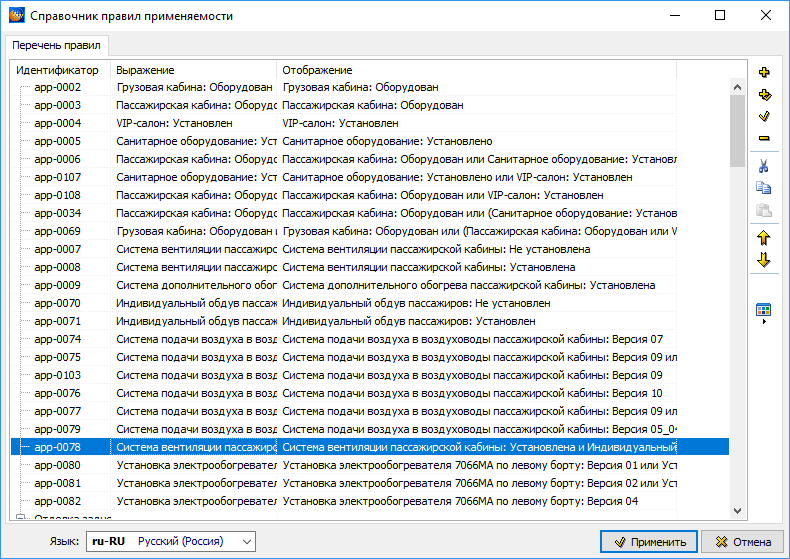 Справочник правил применяемости
Перечень правил
Идентификатор Выражение Отображение
app-0002 Грузовая кабина: Оборудован Грузовая кабина: Оборудован
app-0003 Пассажирская кабина: Оборудо Пассажирская кабина: Оборудован
app-0004 VIP-салон: Установлен VIP-салон: Установлен
app-0005 Санитарное оборудование: Уст Санитарное оборудование: Установлено
app-0006 Пассажирская кабина: Оборудо Пассажирская кабина: Оборудован или Санитарное оборудование: Установл
app-0107 Санитарное оборудование: Уст Санитарное оборудование: Установлено или VIP-салон: Установлен
app-0108 Пассажирская кабина: Оборудо Пассажирская кабина: Оборудован или VIP-салон: Установлен
app-0034 Пассажирская кабина: Оборудо Пассажирская кабина: Оборудован или (Санитарное оборудование: Установ
app-0069 Грузовая кабина: Оборудован и Грузовая кабина: Оборудован или (Пассажирская кабина: Оборудован или V
app-0007 Система вентиляции пассажирс Система вентиляции пассажирской кабины: Не установлена
app-0008 Система вентиляции пассажирс Система вентиляции пассажирской кабины: Установлена
app-0009 Система дополнительного обог Система дополнительного обогрева пассажирской кабины: Установлена
app-0070 Индивидуальный обдув пассаж Индивидуальный обдув пассажиров: Не установлен
app-0071 Индивидуальный обдув пассаж Индивидуальный обдув пассажиров: Установлен
app-0074 Система подачи воздуха в возд Система подачи воздуха в воздуховоды пассажирской кабины: Версия 07
app-0075 Система подачи воздуха в возд Система подачи воздуха в воздуховоды пассажирской кабины: Версия 09 ил
app-0103 Система подачи воздуха в возд Система подачи воздуха в воздуховоды пассажирской кабины: Версия 09
app-0076 Система подачи воздуха в возд Система подачи воздуха в воздуховоды пассажирской кабины: Версия 10
app-0077 Система подачи воздуха в возд Система подачи воздуха в воздуховоды пассажирской кабины: Версия 09 ил
app-0079 Система подачи воздуха в возд Система подачи воздуха в воздуховоды пассажирской кабины: Версия 05_04
app-0078 Система вентиляции пассажирс Система вентиляции пассажирской кабины: Установлена и Индивидуальный
app-0080 Установка электрообогревател Установка электрообогревателя 7066МА по левому борту: Версия 01 или Уст
app-0081 Установка электрообогревател Установка электрообогревателя 7066МА по левому борту: Версия 02 или Уст
app-0082 Установка электрообогревател Установка электрообогревателя 7066МА по левому борту: Версия 04
Язык: ru-RU Русский (Россия) Применить Отмена